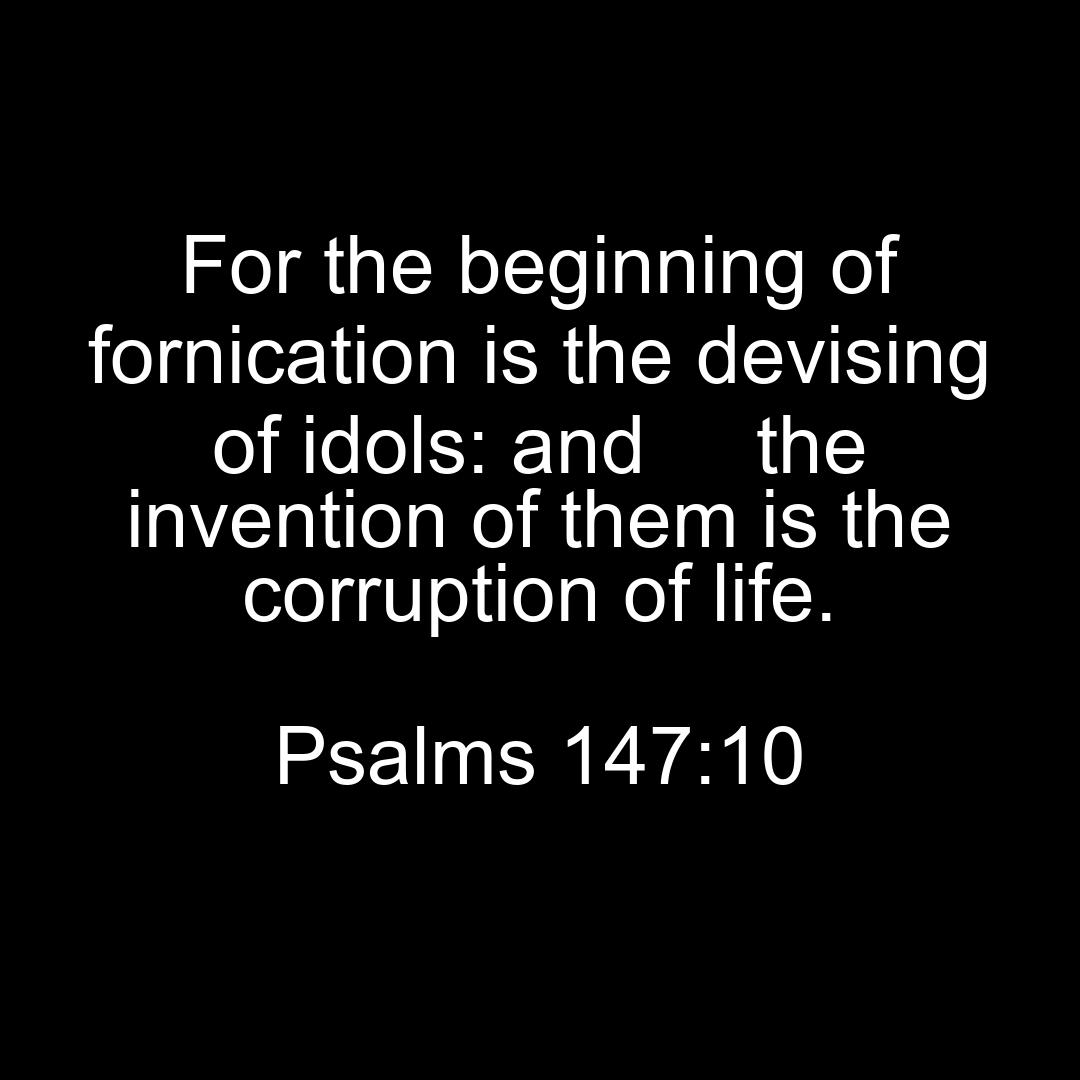 For the beginning of
fornication is the devising
of idols: and     the
invention of them is the
corruption of life.
Psalms 147:10